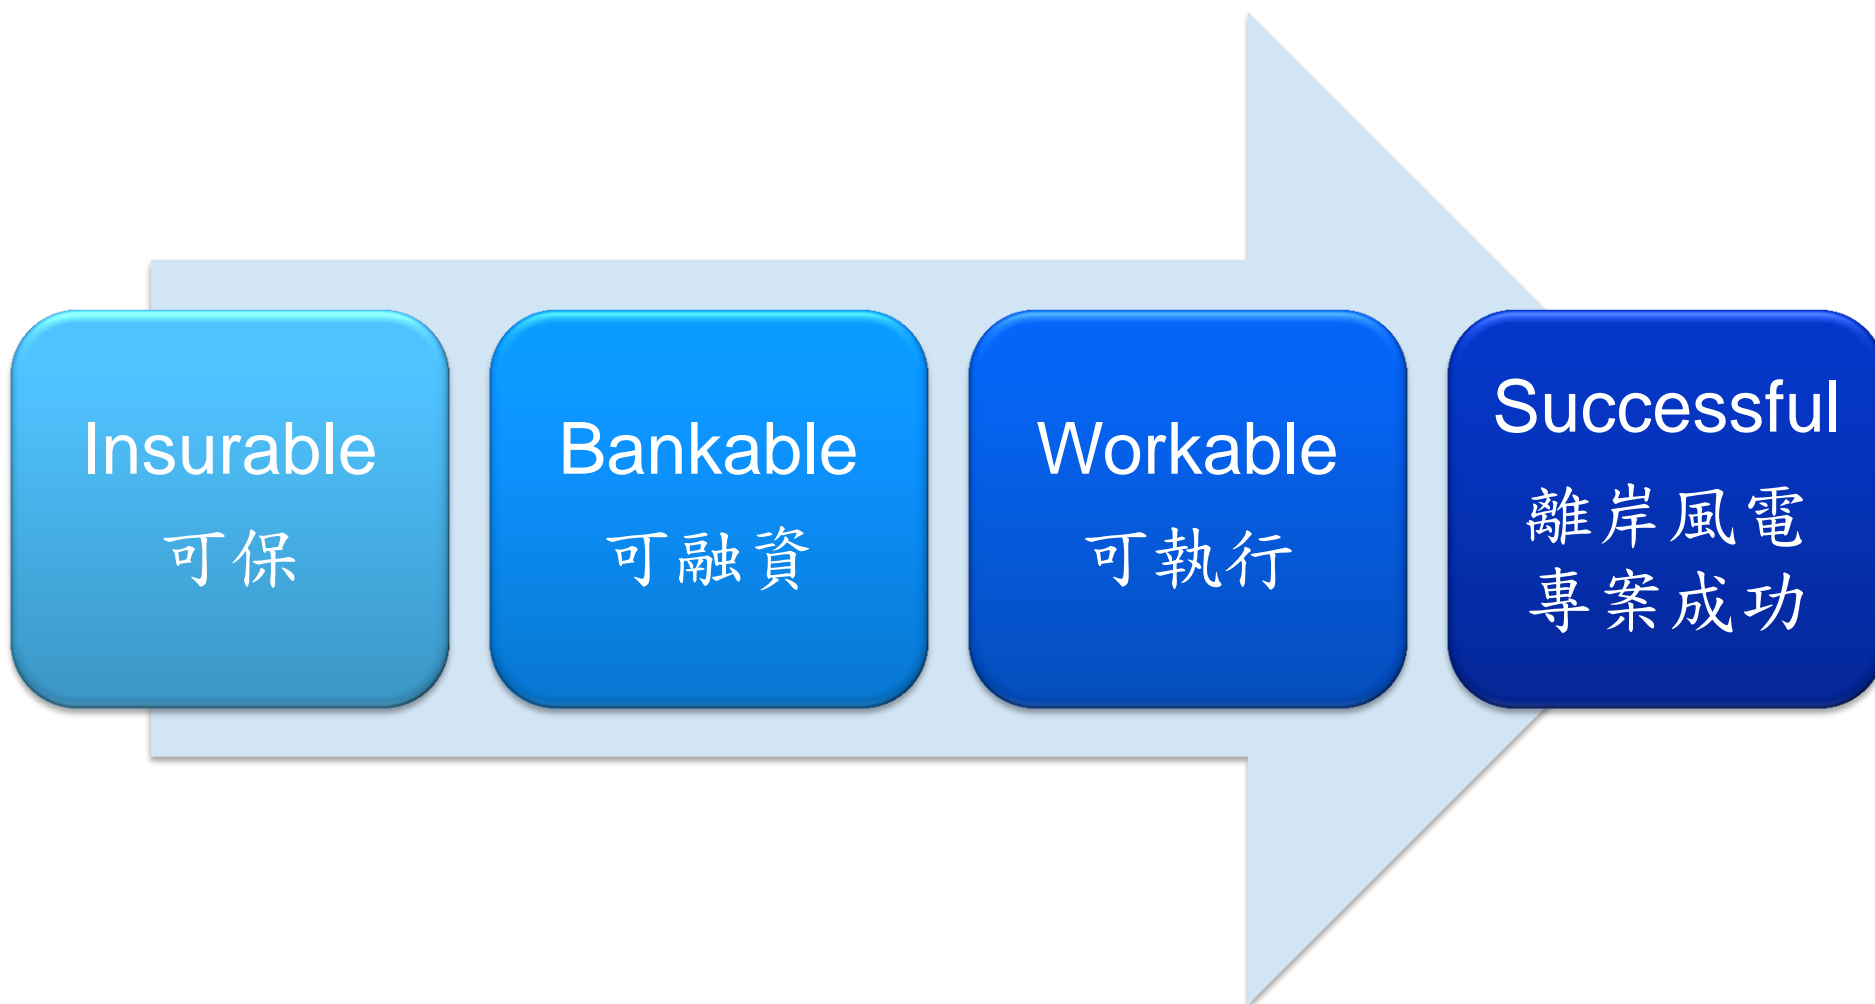 Insurable
可保
Bankable
可融資
Workable
可執行
Successful
離岸風電
專案成功